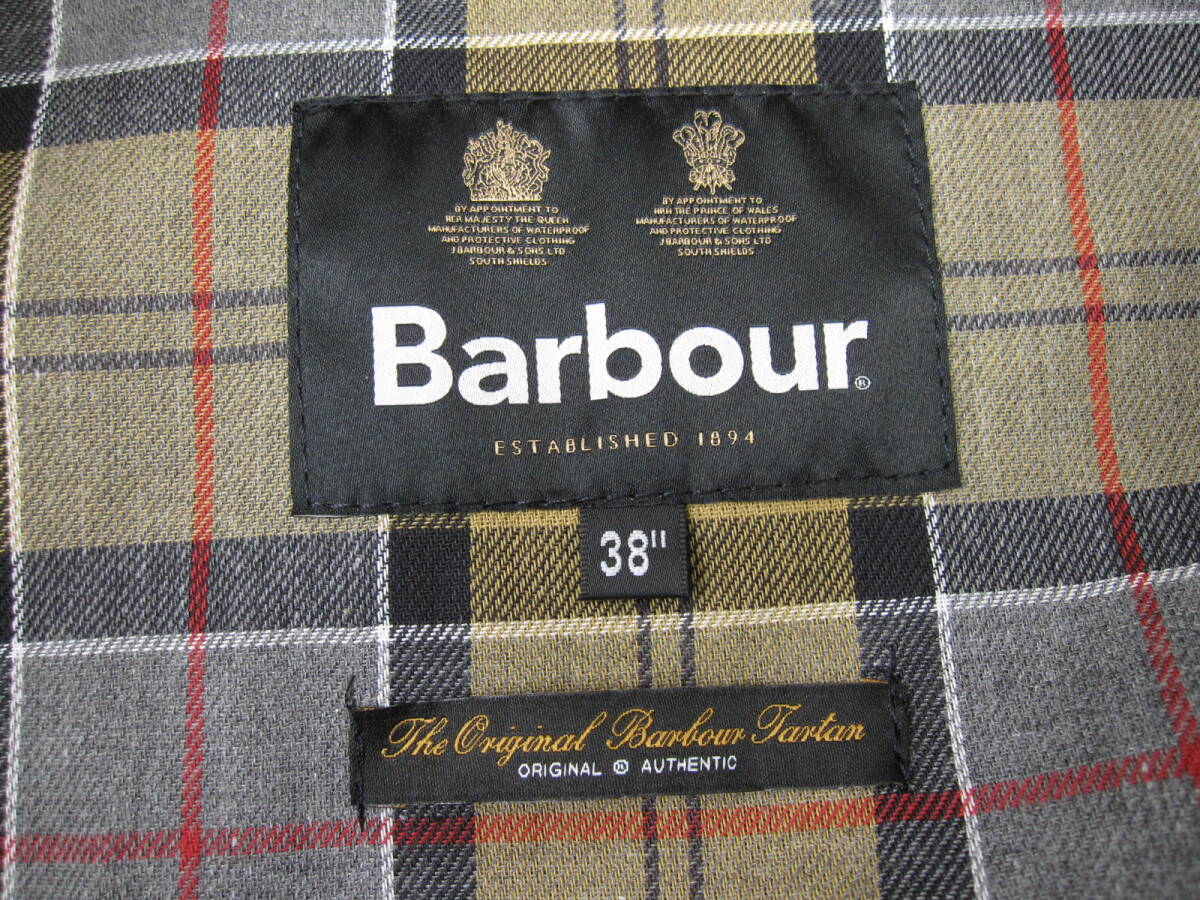 BY APPOINTMENT TO
HER MAJESTY THE QUEEN
MANUFACTURERS OF WATERPROOF
AND PROTECTIVE CLOTHING
J BARBOUR & SONS LTD
SOUTH SHIELDS
BY APPOINTMENT TO
HRH THE PRINCE OF WALES
MANUFACTURERS OF WATERPROOF
AND PROTECTIVE CLOTHING
J BARBOUR & SONS LTD
SOUTH SHIELDS
Barbour®
ESTABLISHED 1894
38"
The Original Barbour Tartan
ORIGINAL ® AUTHENTIC